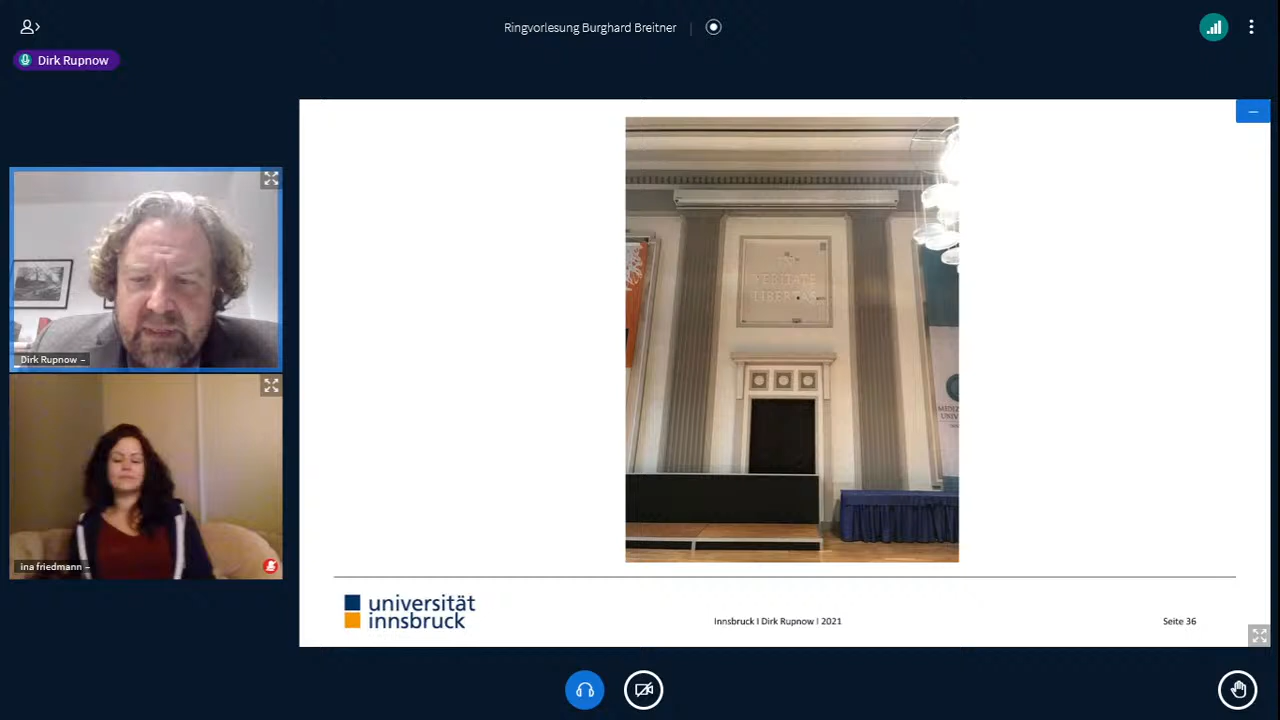 Ringvorlesung Burghard Breitner
Dirk Rupnow
Dirk Rupnow
ina friedmann
VERITATE
LIBERTAS
universität
innsbruck
Innsbruck I Dirk Rupnow I 2021
Seite 36